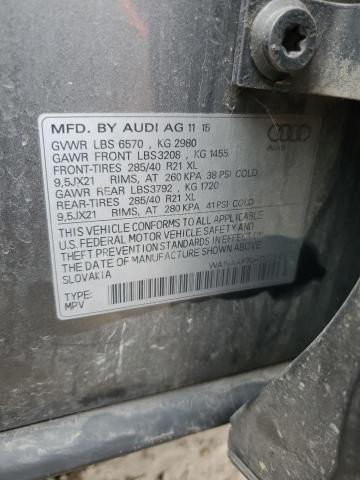 MFD. BY AUDI AG 11 15
GVWR LBS 6570 , KG 2980
GAWR FRONT LBS3208 , KG 1455
FRONT-TIRES 285/40 R21 XL
9,5JX21 RIMS, AT 260 KPA 38 PSI COLD
GAWR REAR LBS3792 , KG 1720
REAR-TIRES 285/40 R21 XL
9,5JX21 RIMS, AT 280 KPA 41 PSI COLD
THIS VEHICLE CONFORMS TO ALL APPLICABLE
U.S. FEDERAL MOTOR VEHICLE SAFETY
STANDARDS IN EFFECT ON
THE DATE OF MANUFACTURE SHOWN ABOVE.
SLOVAKIA
TYPE:
MPV